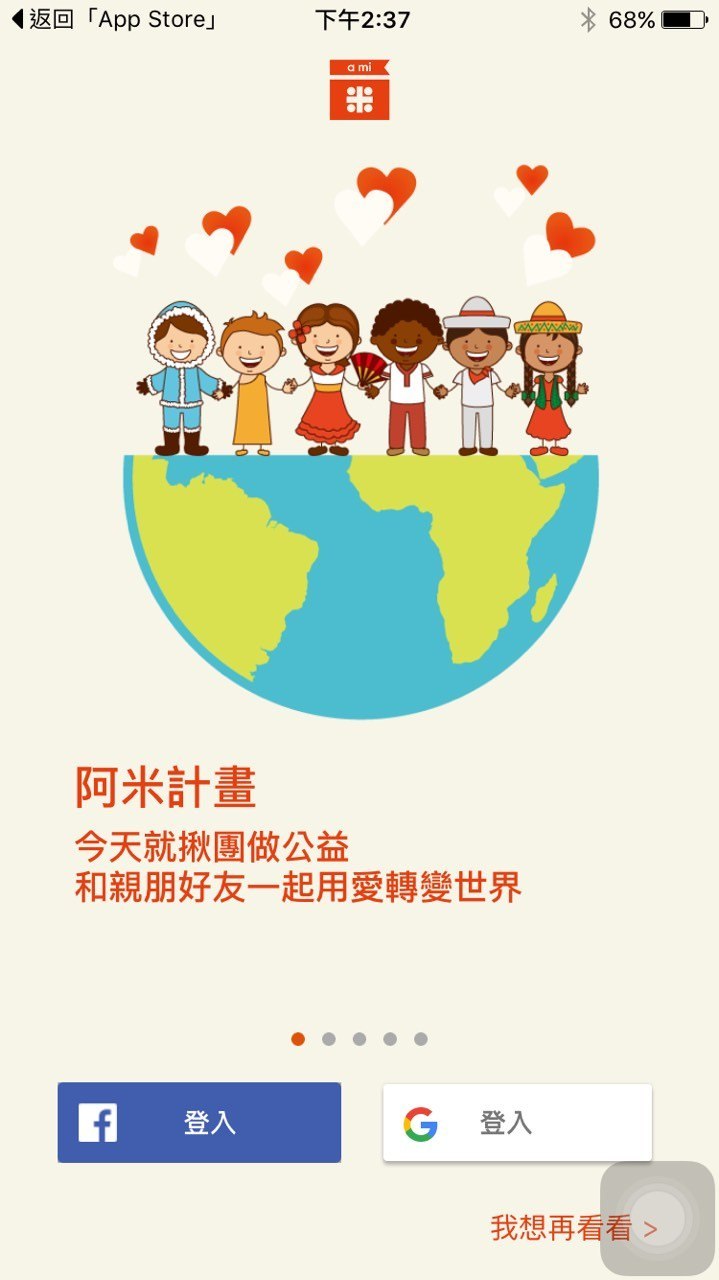 返回「App Store」
下午2:37
68%
a mi
米
阿米計畫
今天就揪團做公益
和親朋好友一起用愛轉變世界
登入
登入
我想再看看 >